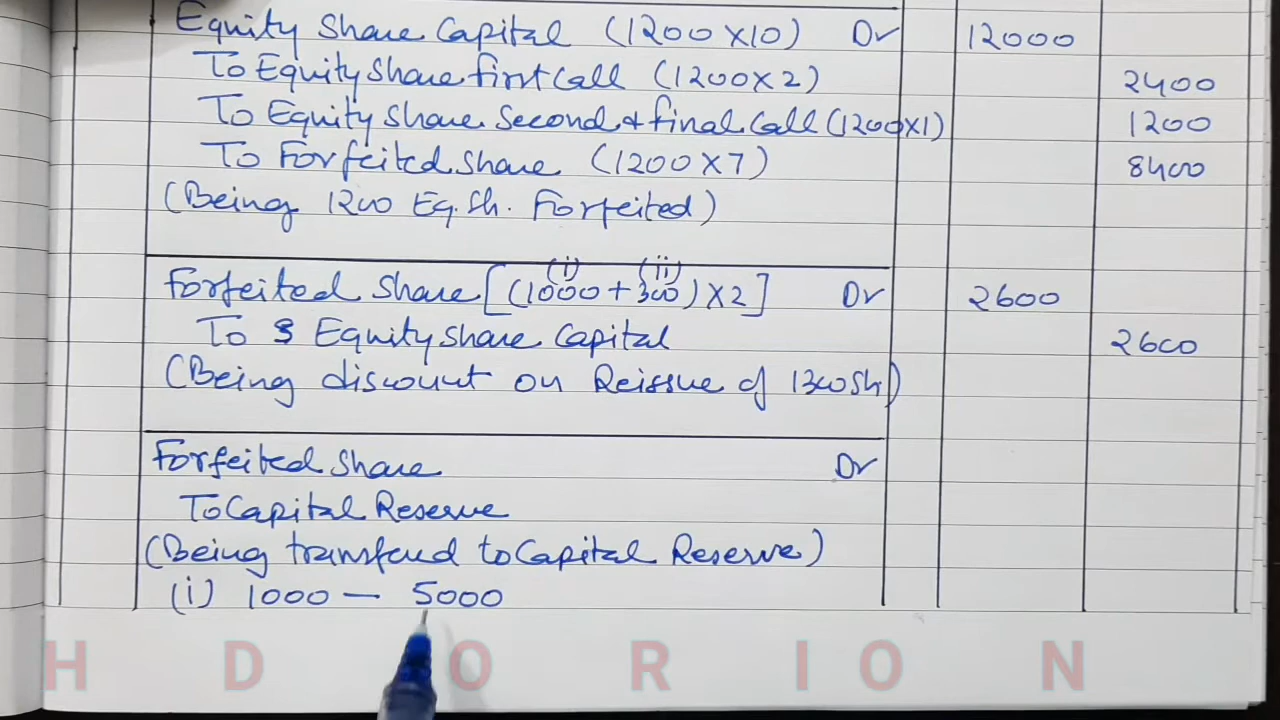 Equity Share Capital (1200×10) Dr 12000
To Equity Share first Call (1200×2) 2400
To Equity Share Second & final Call (1200×1) 1200
To Forfeited Share (1200×7) 8400
(Being 1200 Eq. Sh. Forfeited)
(i) (ii)
Forfeited Share [(1000+300)×2] Dr 2600
To Equity Share Capital 2600
(Being discount on Reissue of 1300 Sh)
Forfeited Share Dr
To Capital Reserve
(Being transferd to Capital Reserve)
(i) 1000 — 5000
H D O R I O N